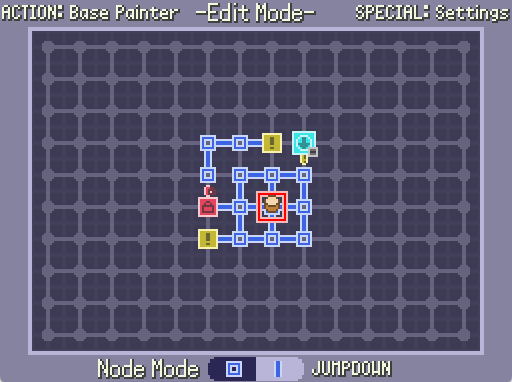 ACTION: Base Painter -Edit Mode- SPECIAL: Settings
!
!
Node Mode JUMPDOWN